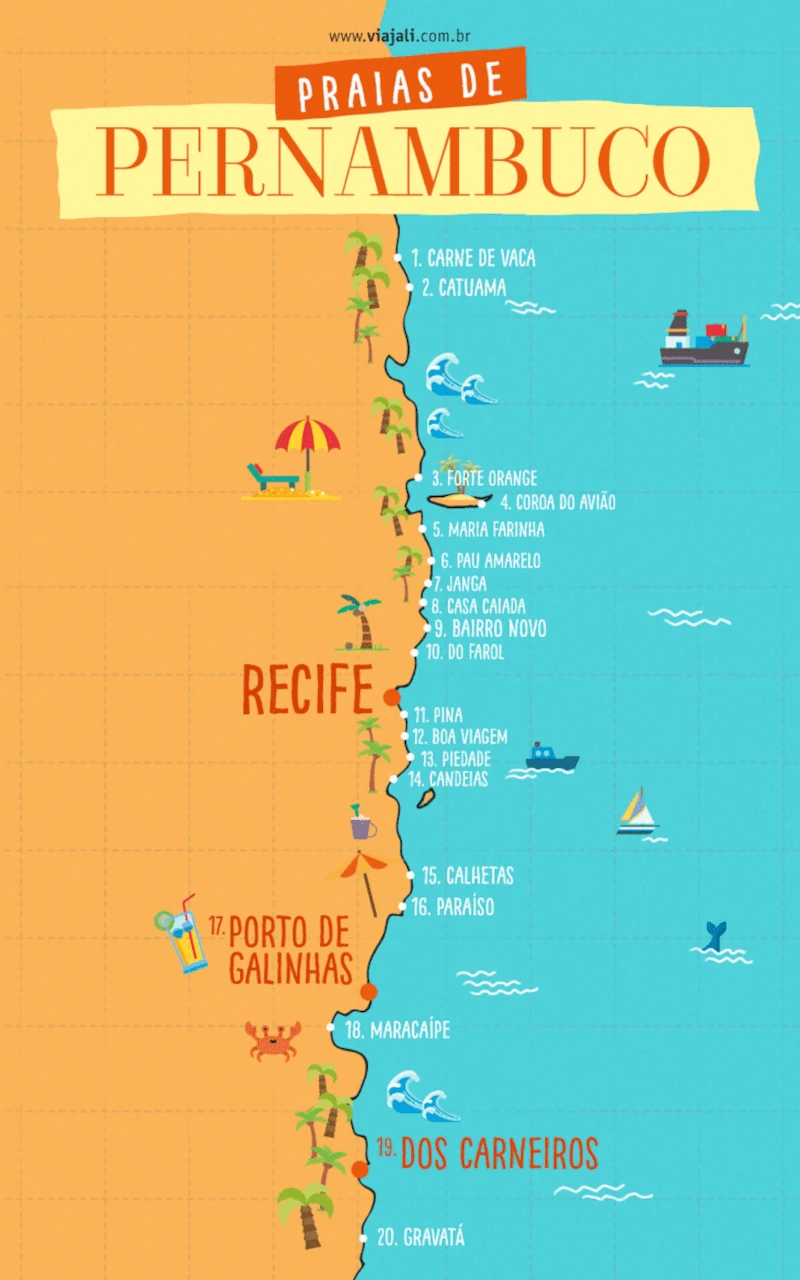 www.viajali.com.br
PRAIAS DE
PERNAMBUCO
1. CARNE DE VACA
2. CATUAMA
3. FORTE ORANGE
4. COROA DO AVIÃO
5. MARIA FARINHA
6. PAU AMARELO
7. JANGA
8. CASA CAIADA
9. BAIRRO NOVO
10. DO FAROL
RECIFE
11. PINA
12. BOA VIAGEM
13. PIEDADE
14. CANDEIAS
15. CALHETAS
16. PARAÍSO
17. PORTO DE
GALINHAS
18. MARACAÍPE
19. DOS CARNEIROS
20. GRAVATÁ